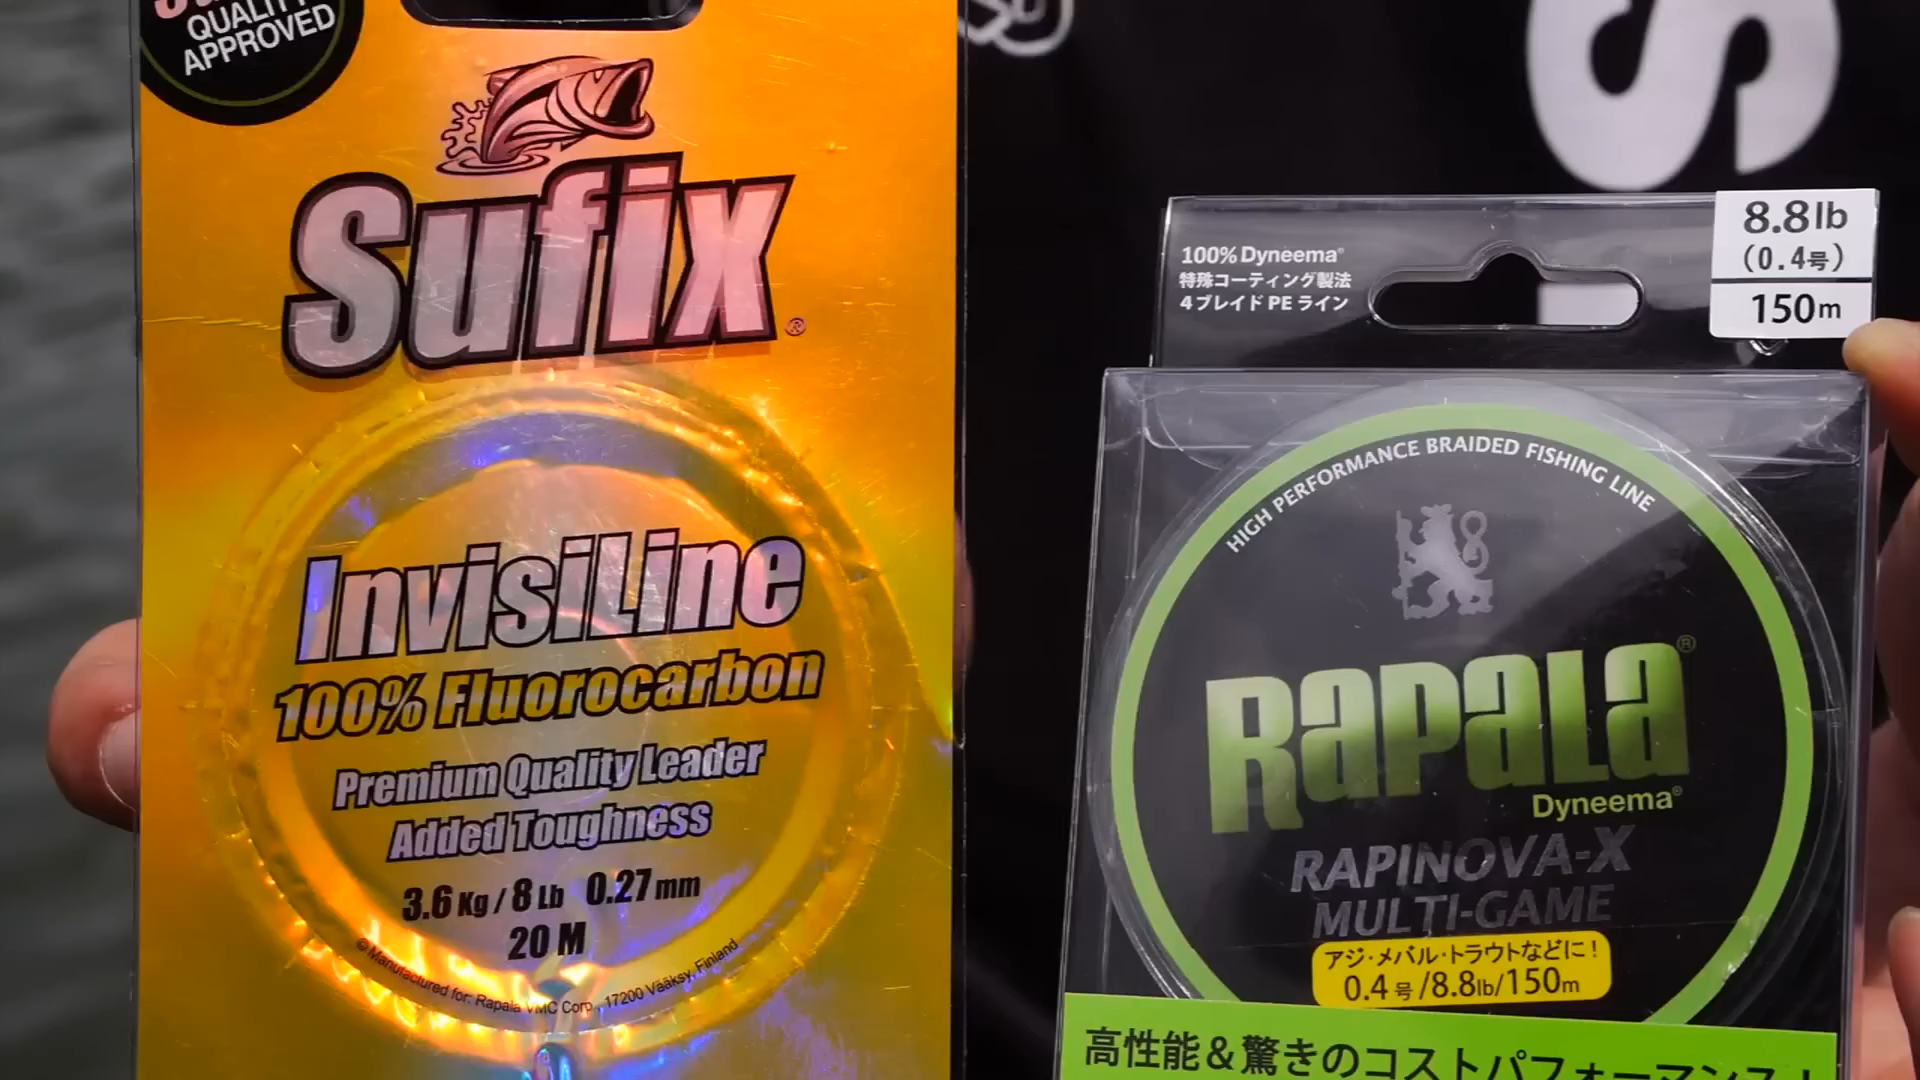 QUALITY
APPROVED
Sufix®
InvisiLine
100% Fluorocarbon
Premium Quality Leader
Added Toughness
3.6 Kg / 8 Lb 0.27 mm
20 M
© Manufactured for: Rapala VMC Corp., 17200 Vääksy, Finland
S
100% Dyneema®
特殊コーティング製法
4ブレイド PE ライン
8.8lb
(0.4号)
150m
HIGH PERFORMANCE BRAIDED FISHING LINE
RAPALA®
Dyneema®
RAPINOVA-X
MULTI-GAME
アジ・メバル・トラウトなどに!
0.4号/8.8lb/150m
高性能&驚きのコストパフォーマンス!